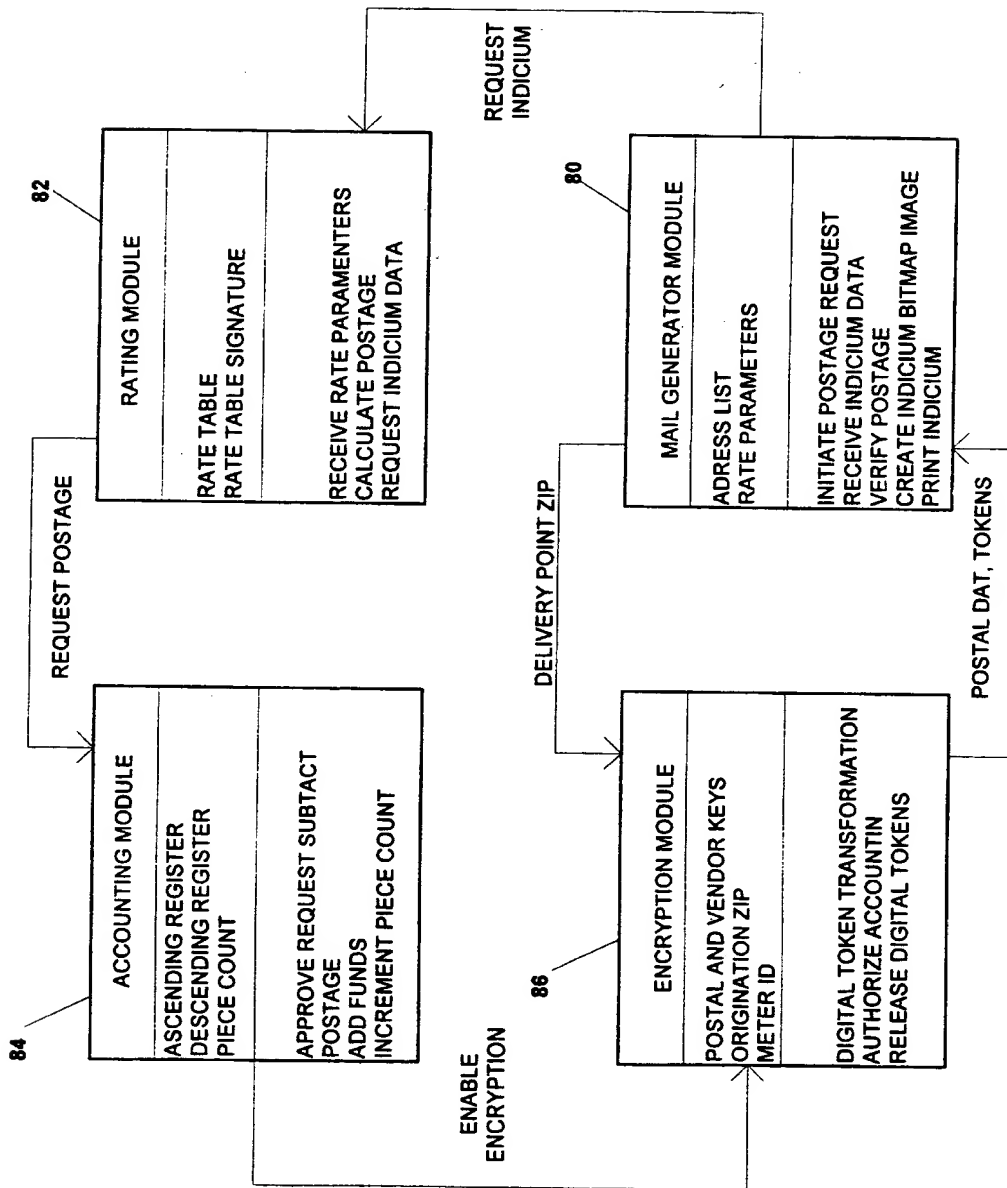 84
ACCOUNTING MODULE
ASCENDING REGISTER
DESCENDING REGISTER
PIECE COUNT
APPROVE REQUEST SUBTACT
POSTAGE
ADD FUNDS
INCREMENT PIECE COUNT
REQUEST POSTAGE
82
RATING MODULE
RATE TABLE
RATE TABLE SIGNATURE
RECEIVE RATE PARAMENTERS
CALCULATE POSTAGE
REQUEST INDICIUM DATA
ENABLE
ENCRYPTION
REQUEST
INDICIUM
86
ENCRYPTION MODULE
POSTAL AND VENDOR KEYS
ORIGINATION ZIP
METER ID
DIGITAL TOKEN TRANSFORMATION
AUTHORIZE ACCOUNTIN
RELEASE DIGITAL TOKENS
DELIVERY POINT ZIP
80
MAIL GENERATOR MODULE
ADRESS LIST
RATE PARAMETERS
INITIATE POSTAGE REQUEST
RECEIVE INDICIUM DATA
VERIFY POSTAGE
CREATE INDICIUM BITMAP IMAGE
PRINT INDICIUM
POSTAL DAT, TOKENS